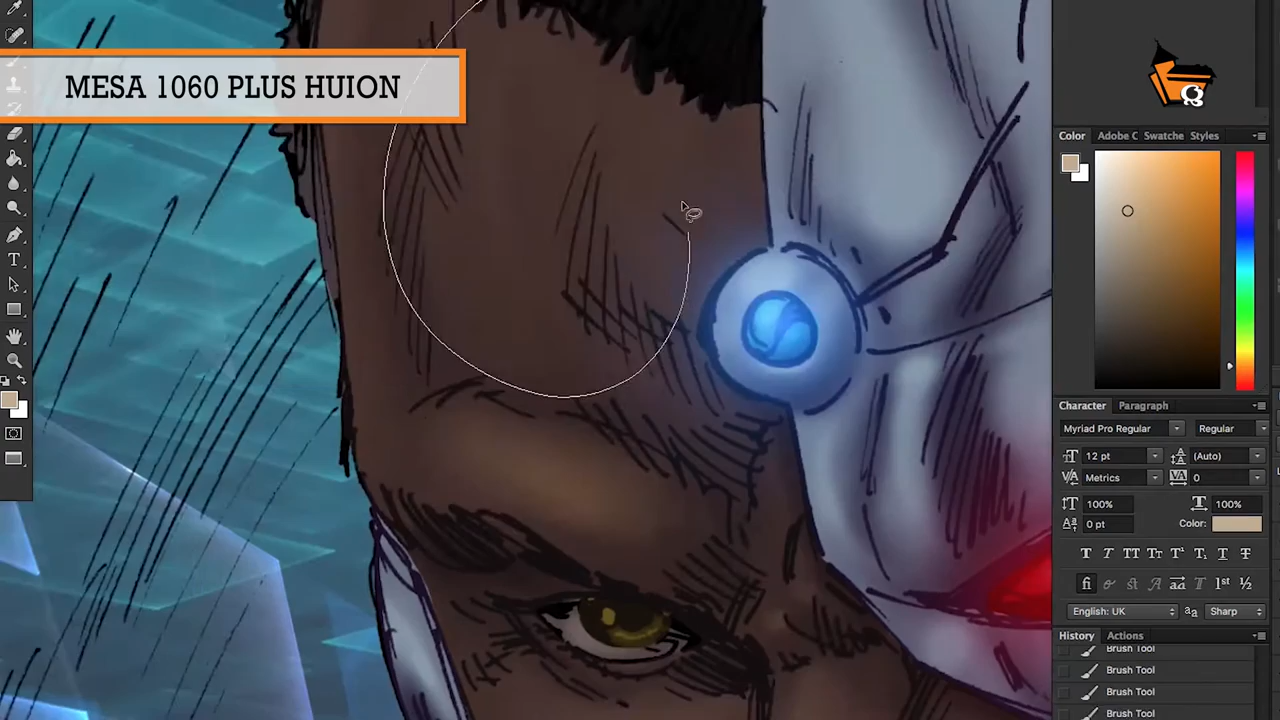 MESA 1060 PLUS HUION
Color
Adobe C
Swatche
Styles
Character
Paragraph
Myriad Pro Regular
Regular
12 pt
(Auto)
Metrics
0
100%
100%
0 pt
Color:
English: UK
Sharp
History
Actions
Brush Tool
Brush Tool
Brush Tool
Brush Tool